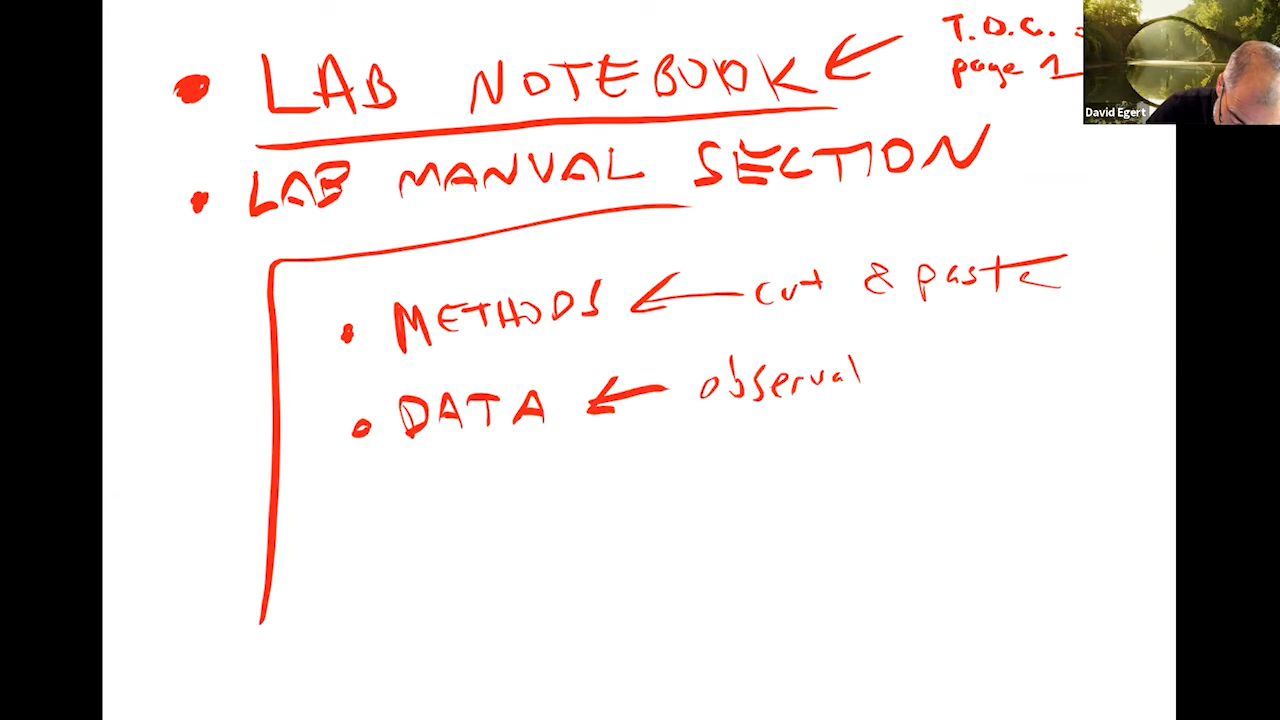 • LAB NOTEBOOK ← T.O.C.
page 1
• LAB MANUAL SECTION
• METHODS ← cut & paste
• DATA ← observal
David Egert